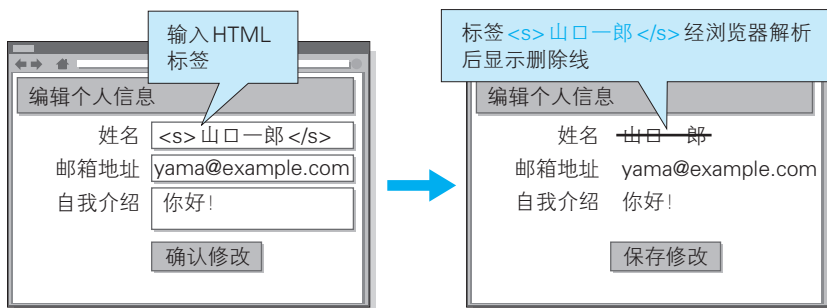 输入HTML
标签
编辑个人信息
姓名 <s>山口一郎</s>
邮箱地址 yama@example.com
自我介绍 你好!
确认修改
标签<s>山口一郎</s>经浏览器解析
后显示删除线
编辑个人信息
姓名 山口一郎
邮箱地址 yama@example.com
自我介绍 你好!
保存修改